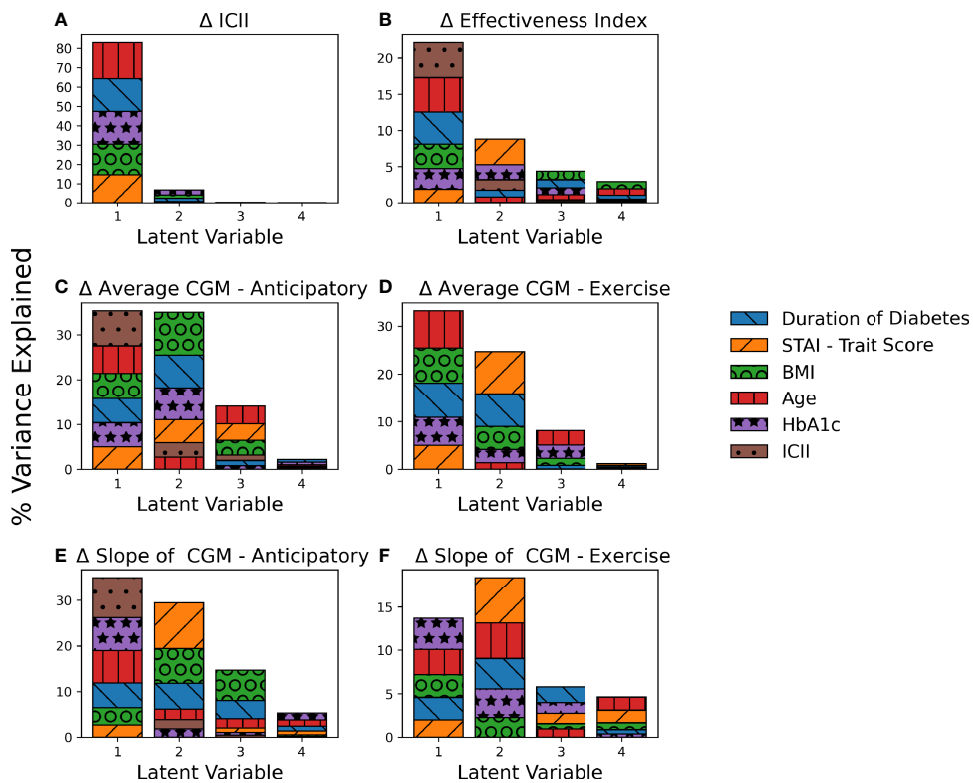 A
Δ ICII
80
70
60
50
40
30
20
10
0
1 2 3 4
Latent Variable
B
Δ Effectiveness Index
20
15
10
5
0
1 2 3 4
Latent Variable
% Variance Explained
C
Δ Average CGM - Anticipatory
30
20
10
0
1 2 3 4
Latent Variable
D
Δ Average CGM - Exercise
30
20
10
0
1 2 3 4
Latent Variable
E
Δ Slope of CGM - Anticipatory
30
20
10
0
1 2 3 4
Latent Variable
F
Δ Slope of CGM - Exercise
15
10
5
0
1 2 3 4
Latent Variable
Duration of Diabetes
STAI - Trait Score
BMI
Age
HbA1c
ICII